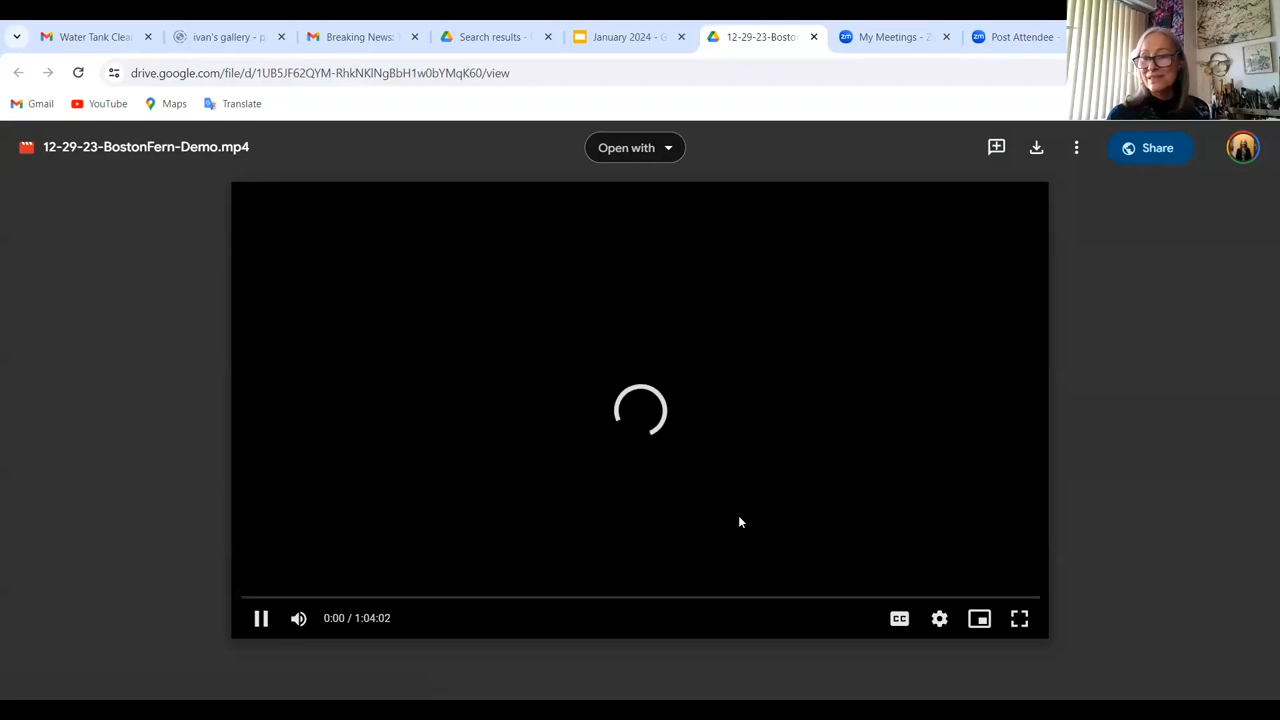 Water Tank Clea
ivan's gallery - p
Breaking News: T
Search results - G
January 2024 - G
12-29-23-Bosto
My Meetings - Z
Post Attendee -
drive.google.com/file/d/1UB5JF62QYM-RhkNKlNgBbH1w0bYMqK60/view
Gmail YouTube Maps Translate
12-29-23-BostonFern-Demo.mp4
Open with
Share
0:00 / 1:04:02
CC